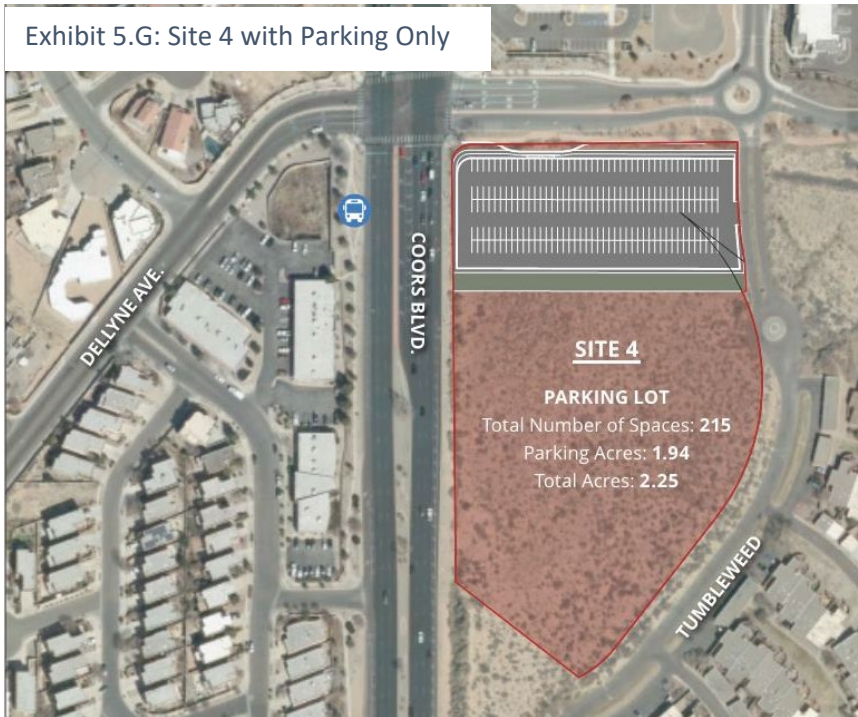 Exhibit 5.G: Site 4 with Parking Only
DELLYNE AVE.
COORS BLVD.
SITE 4
PARKING LOT
Total Number of Spaces: 215
Parking Acres: 1.94
Total Acres: 2.25
TUMBLEWEED